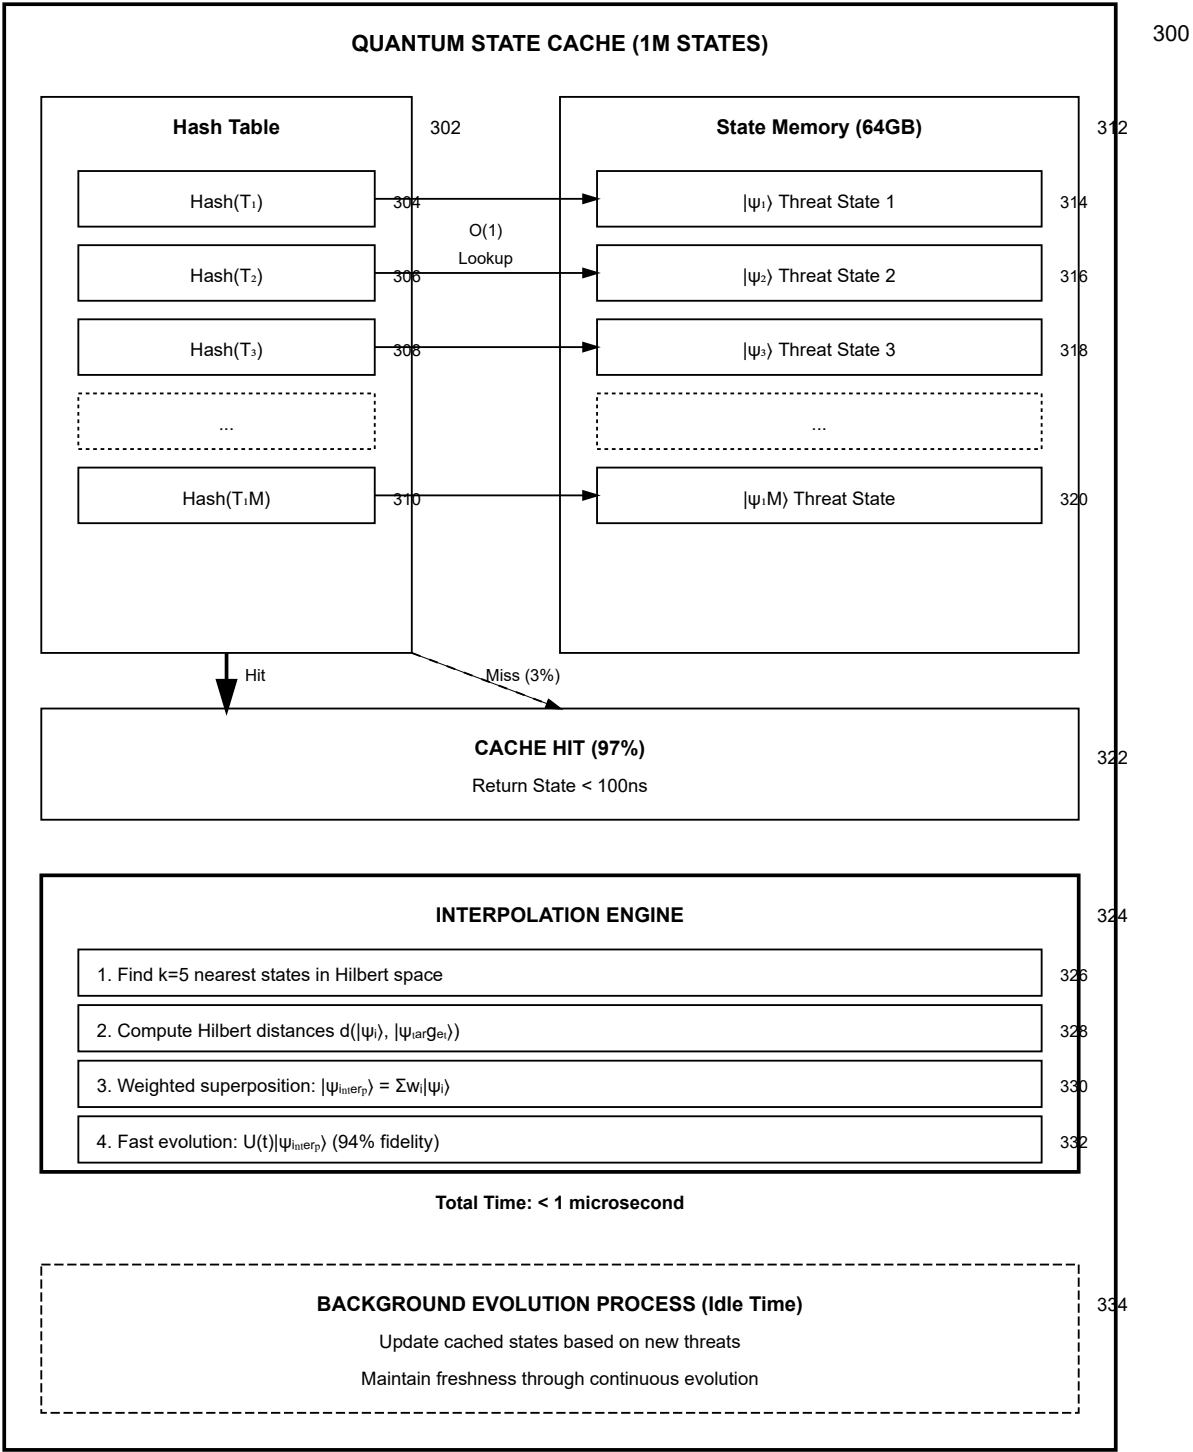 300
QUANTUM STATE CACHE (1M STATES)
Hash Table
302
State Memory (64GB)
312
Hash(T₁)
304
|ψ₁⟩ Threat State 1
314
O(1)
Lookup
Hash(T₂)
306
|ψ₂⟩ Threat State 2
316
Hash(T₃)
308
|ψ₃⟩ Threat State 3
318
...
...
Hash(T₁M)
310
|ψ₁M⟩ Threat State
320
Hit
Miss (3%)
CACHE HIT (97%)
322
Return State < 100ns
INTERPOLATION ENGINE
324
1. Find k=5 nearest states in Hilbert space
326
2. Compute Hilbert distances d(|ψᵢ⟩, |ψₜₐᵣgₑₜ⟩)
328
3. Weighted superposition: |ψᵢₙₜₑᵣₚ⟩ = Σwᵢ|ψᵢ⟩
330
4. Fast evolution: U(t)|ψᵢₙₜₑᵣₚ⟩ (94% fidelity)
332
Total Time: < 1 microsecond
BACKGROUND EVOLUTION PROCESS (Idle Time)
334
Update cached states based on new threats
Maintain freshness through continuous evolution